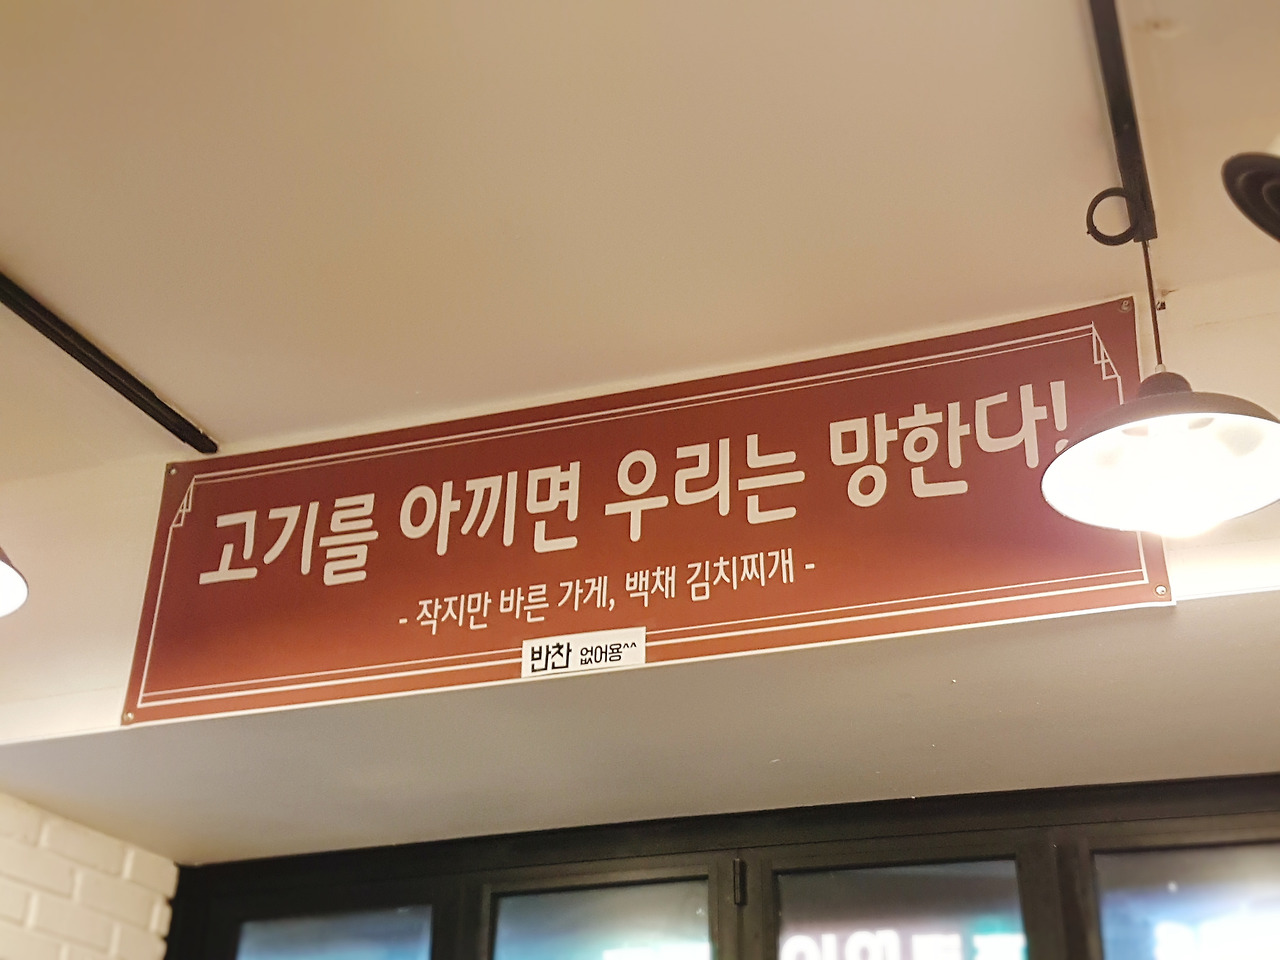 고기를 아끼면 우리는 망한다!
- 작지만 바른 가게, 백채 김치찌개 -
반찬 없어용^^